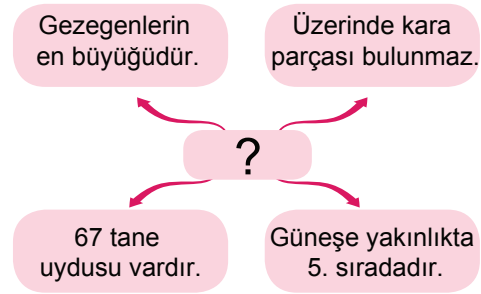 Gezegenlerin
en büyüğüdür.
Üzerinde kara
parçası bulunmaz.
?
67 tane
uydusu vardır.
Güneşe yakınlıkta
5. sıradadır.